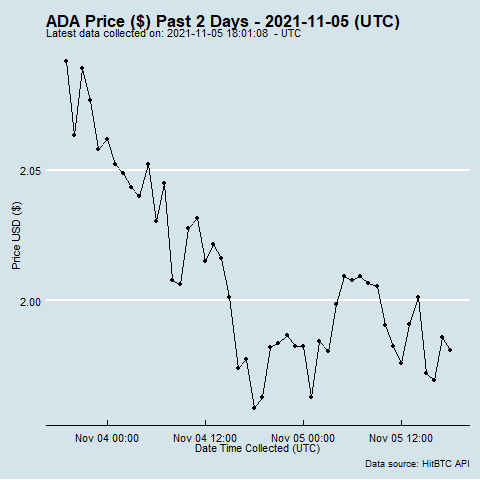 ADA Price ($) Past 2 Days - 2021-11-05 (UTC)
Latest data collected on: 2021-11-05 18:01:08 - UTC
2.05
Price USD ($)
2.00
Nov 04 00:00 Nov 04 12:00 Nov 05 00:00 Nov 05 12:00
Date Time Collected (UTC)
Data source: HitBTC API